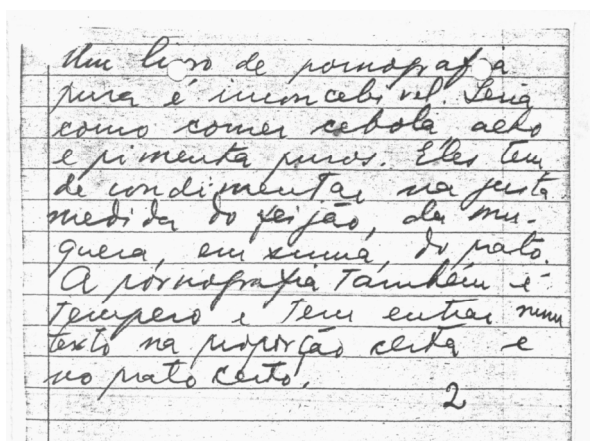 Um livro de pornografia
pura é inconcebivel. Seria
como comer cebola, alho
e pimenta puros. Eles tem
de condimentar na justa
medida do feijão, da mu-
queca, em suma, do prato.
A pornografia Também é
Tempero e Tem entrar num
texto na proporção certa e
no prato certo.
2